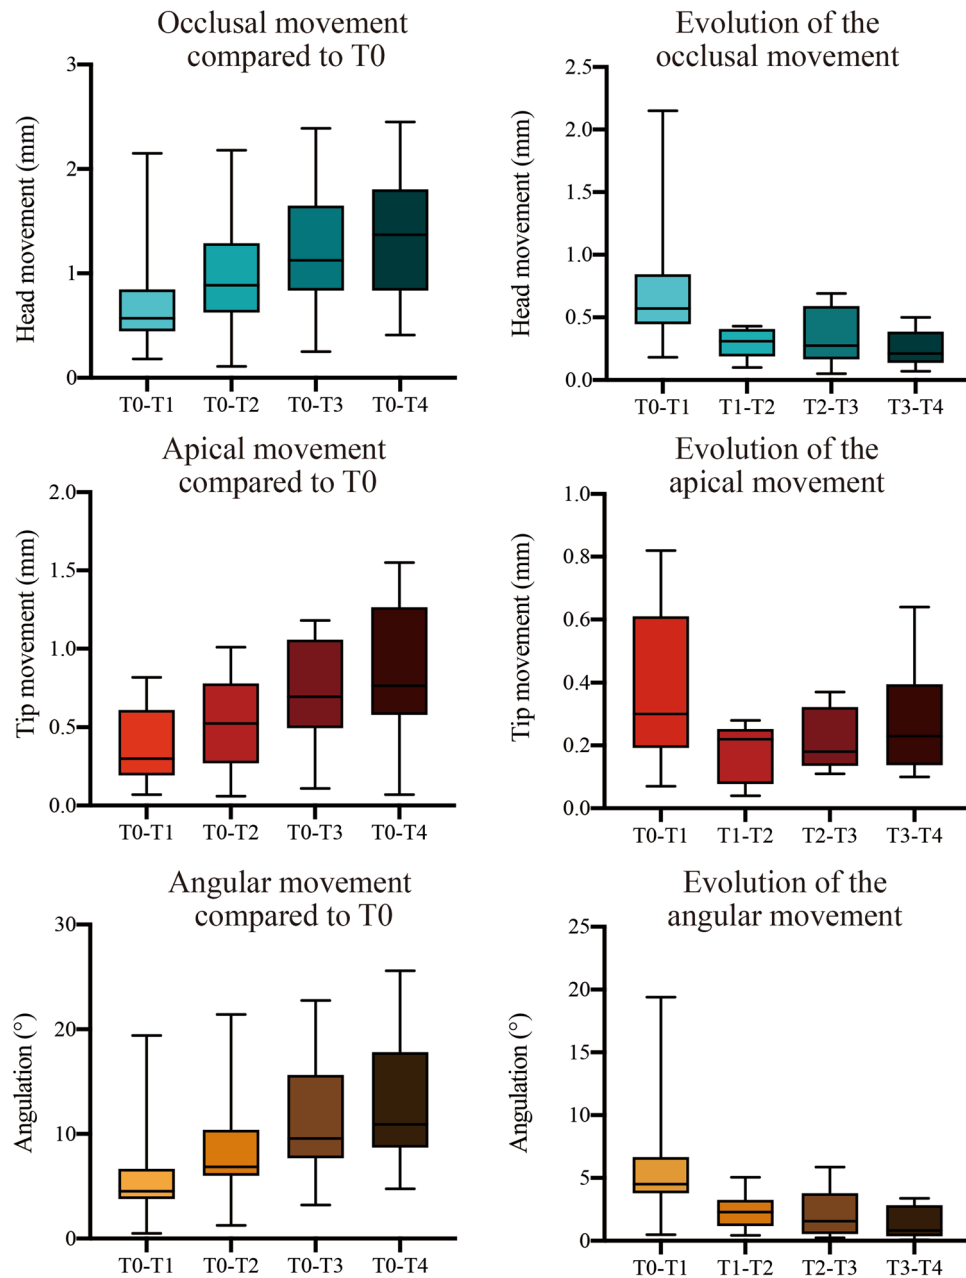 Occlusal movement
compared to T0
Head movement (mm)
3
2
1
0
T0-T1 T0-T2 T0-T3 T0-T4
Evolution of the
occlusal movement
Head movement (mm)
2.5
2.0
1.5
1.0
0.5
0.0
T0-T1 T1-T2 T2-T3 T3-T4
Apical movement
compared to T0
Tip movement (mm)
2.0
1.5
1.0
0.5
0.0
T0-T1 T0-T2 T0-T3 T0-T4
Evolution of the
apical movement
Tip movement (mm)
1.0
0.8
0.6
0.4
0.2
0.0
T0-T1 T1-T2 T2-T3 T3-T4
Angular movement
compared to T0
Angulation (°)
30
20
10
0
T0-T1 T0-T2 T0-T3 T0-T4
Evolution of the
angular movement
Angulation (°)
25
20
15
10
5
0
T0-T1 T1-T2 T2-T3 T3-T4